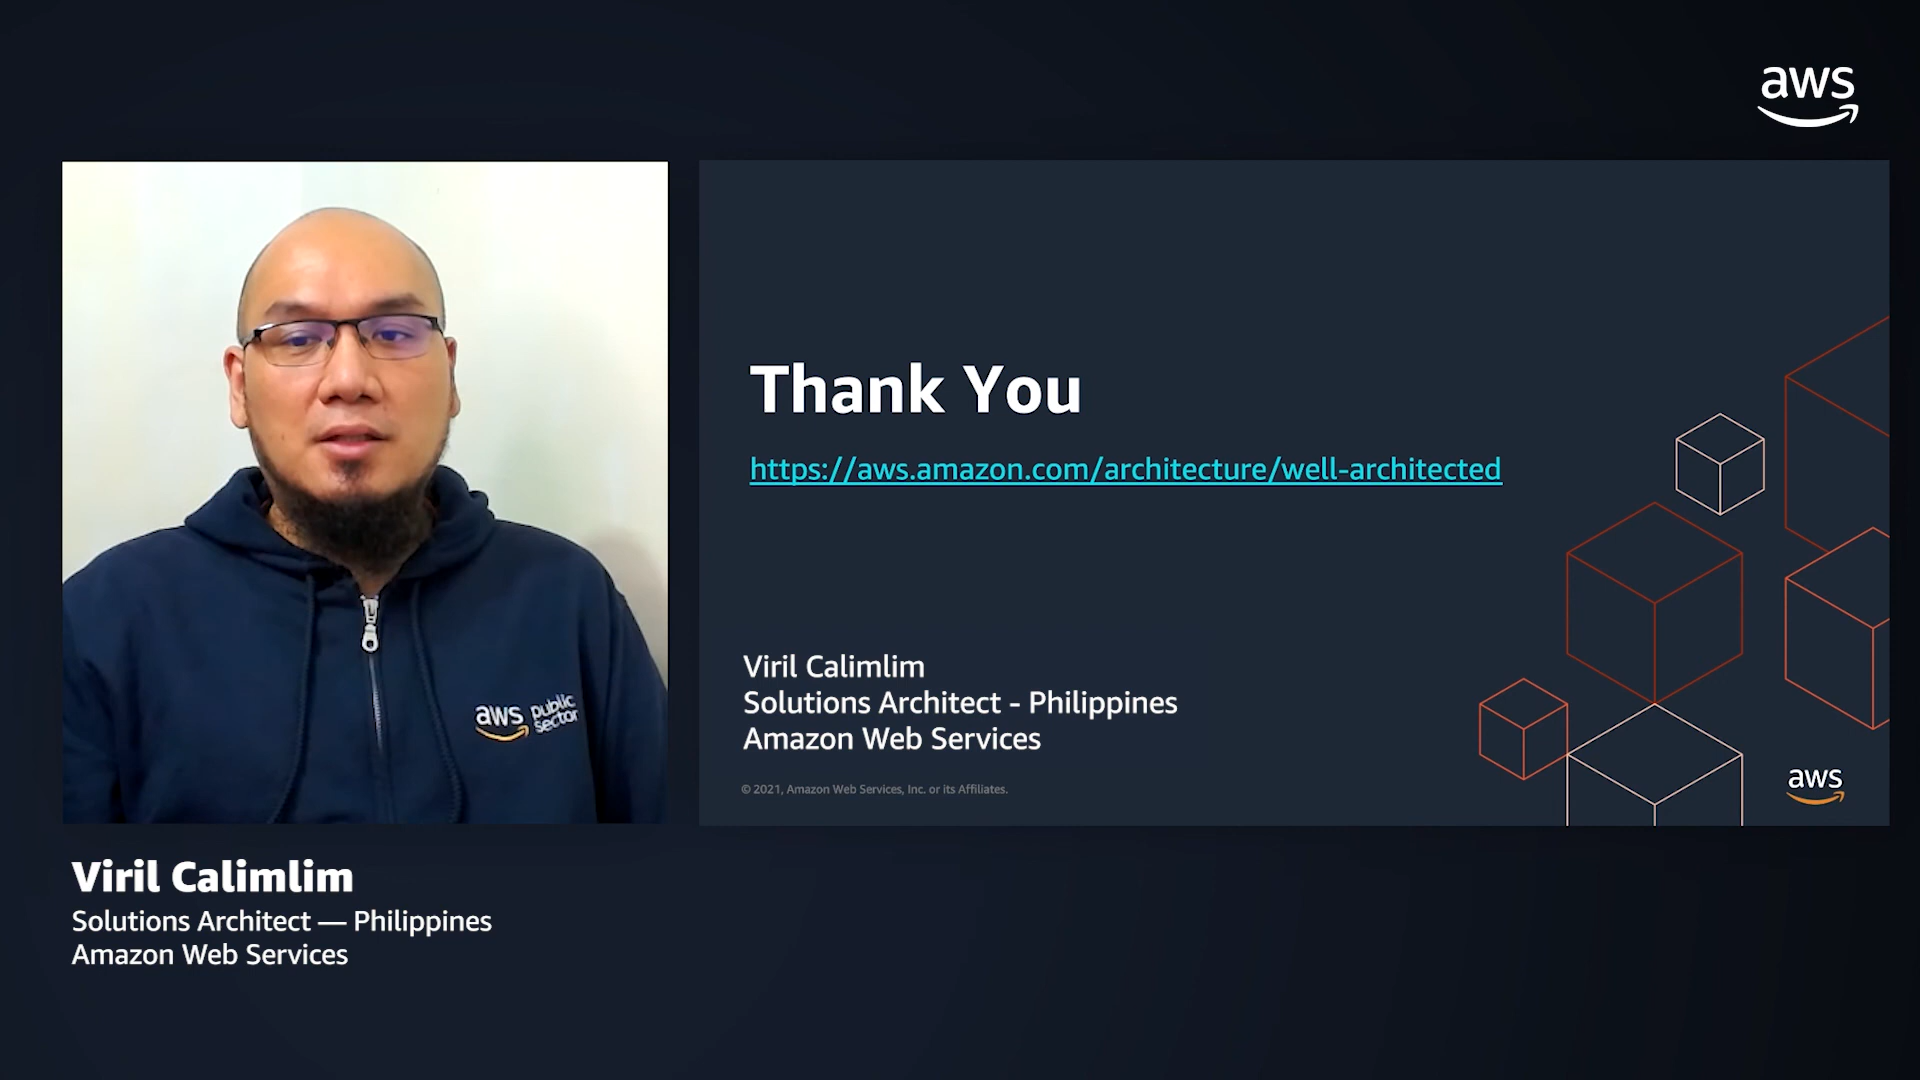 aws
Thank You
https://aws.amazon.com/architecture/well-architected
aws public sector
Viril Calimlim
Solutions Architect - Philippines
Amazon Web Services
© 2021, Amazon Web Services, Inc. or its Affiliates.
aws
Viril Calimlim
Solutions Architect — Philippines
Amazon Web Services